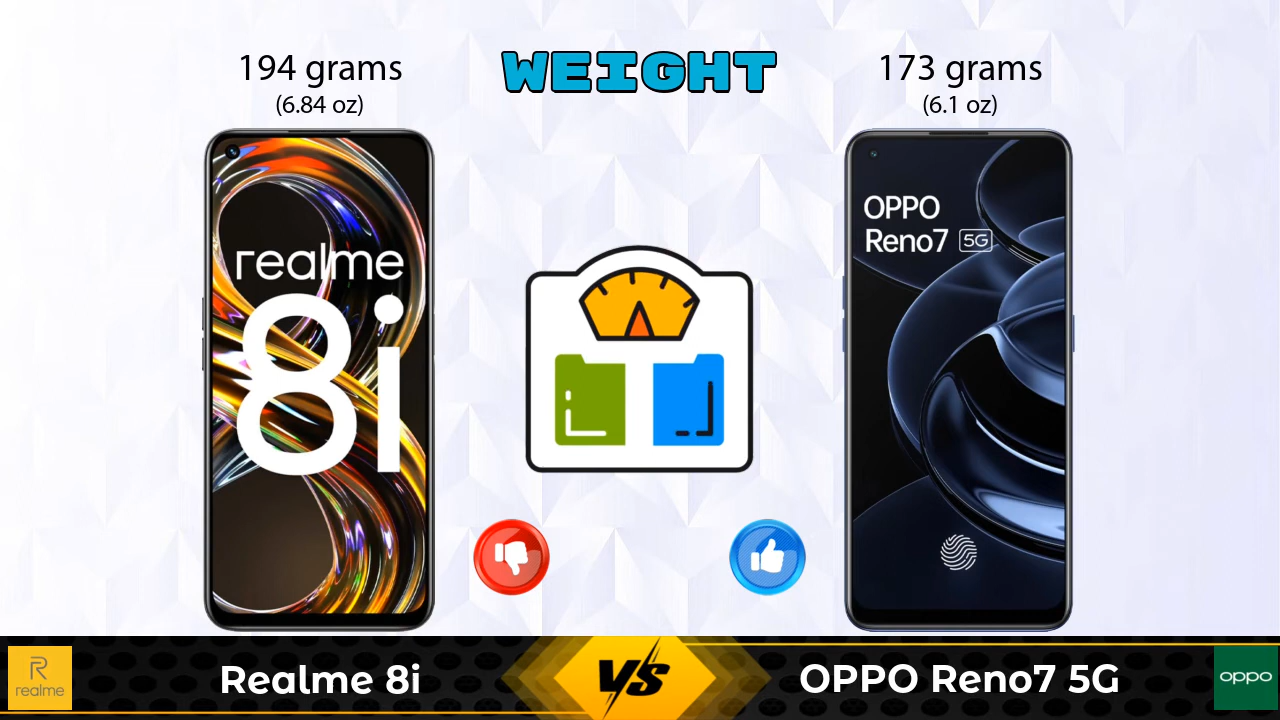 WEIGHT
194 grams
(6.84 oz)
173 grams
(6.1 oz)
realme
8i
OPPO
Reno7 5G
R
realme
Realme 8i
VS
OPPO Reno7 5G
oppo